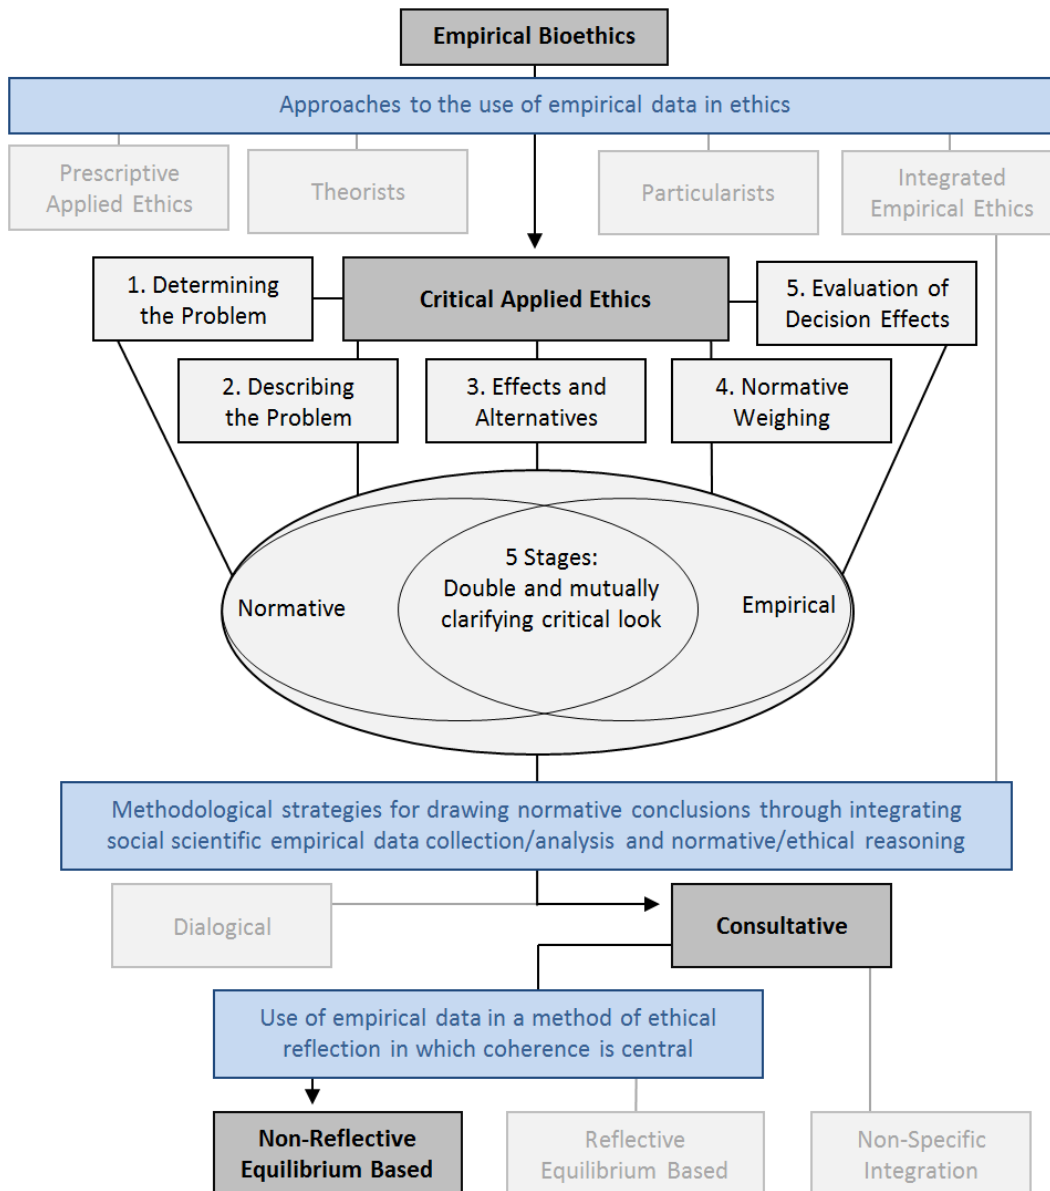 Empirical Bioethics
Approaches to the use of empirical data in ethics
Prescriptive
Applied Ethics
Theorists
Particularists
Integrated
Empirical Ethics
1. Determining
the Problem
Critical Applied Ethics
5. Evaluation of
Decision Effects
2. Describing
the Problem
3. Effects and
Alternatives
4. Normative
Weighing
5 Stages:
Double and mutually
clarifying critical look
Normative
Empirical
Methodological strategies for drawing normative conclusions through integrating
social scientific empirical data collection/analysis and normative/ethical reasoning
Dialogical
Consultative
Use of empirical data in a method of ethical
reflection in which coherence is central
Non-Reflective
Equilibrium Based
Reflective
Equilibrium Based
Non-Specific
Integration